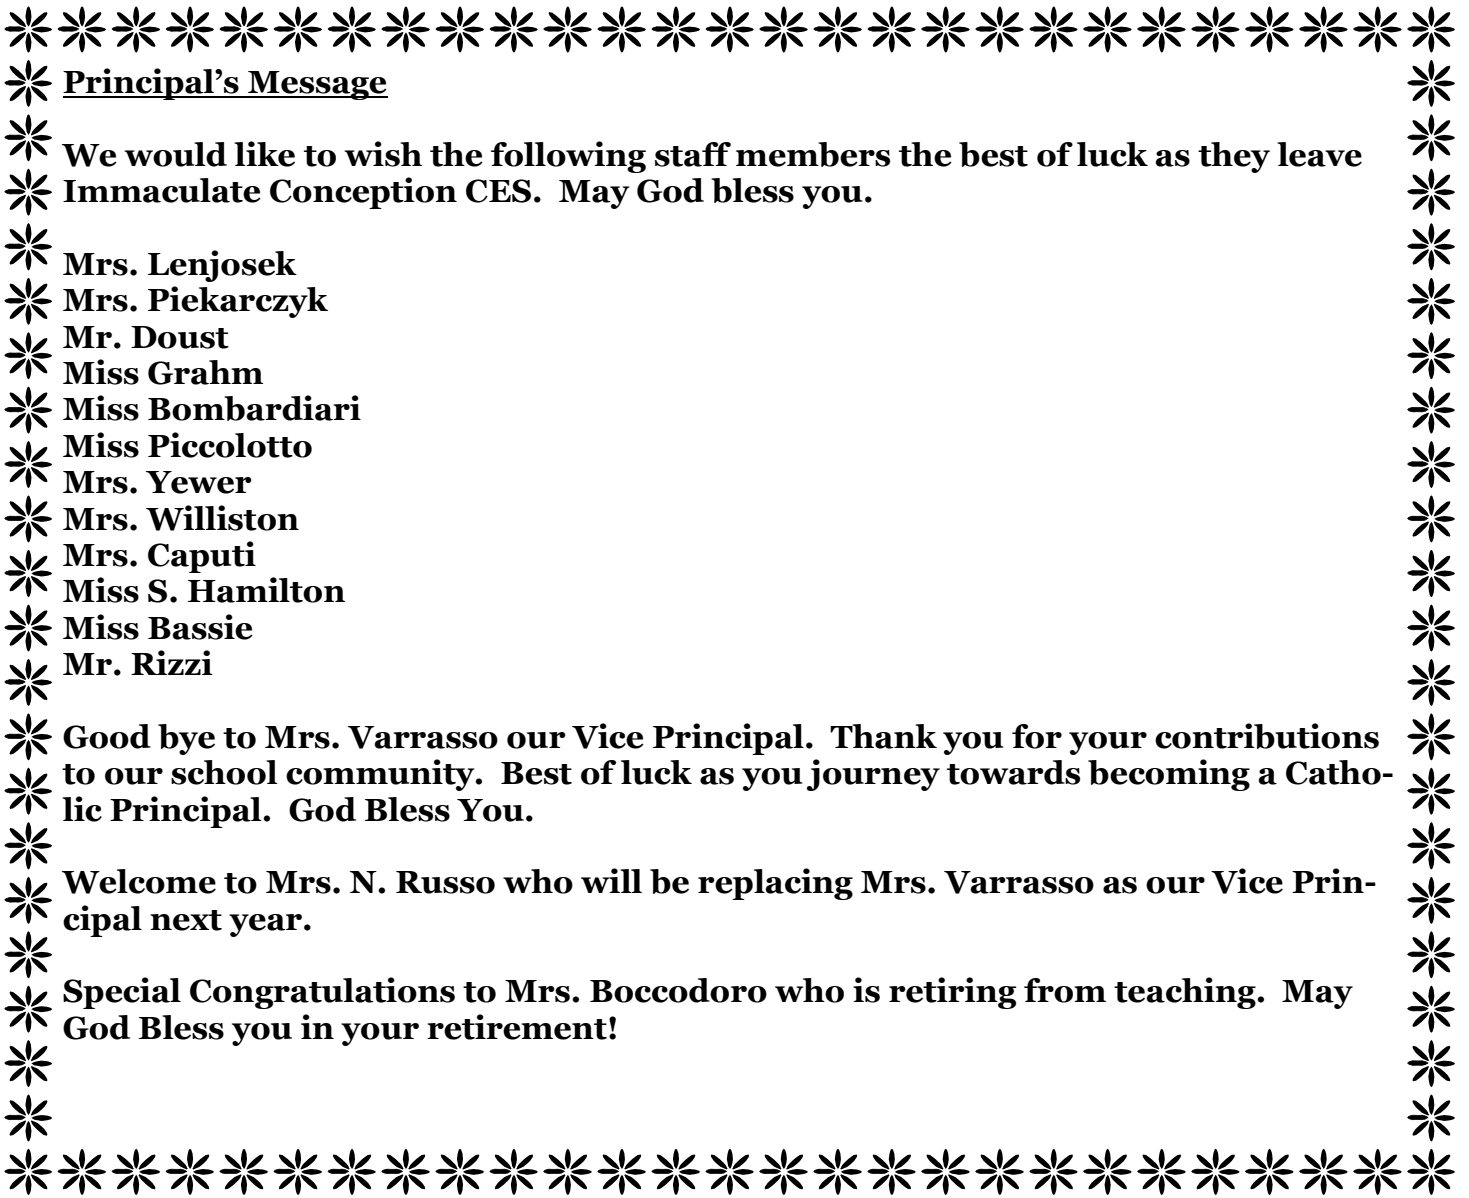 Principal’s Message
We would like to wish the following staff members the best of luck as they leave
Immaculate Conception CES.  May God bless you.
Mrs. Lenjosek
Mrs. Piekarczyk
Mr. Doust
Miss Grahm
Miss Bombardiari
Miss Piccolotto
Mrs. Yewer
Mrs. Williston
Mrs. Caputi
Miss S. Hamilton
Miss Bassie
Mr. Rizzi
Good bye to Mrs. Varrasso our Vice Principal.  Thank you for your contributions
to our school community.  Best of luck as you journey towards becoming a Catho-
lic Principal.  God Bless You.
Welcome to Mrs. N. Russo who will be replacing Mrs. Varrasso as our Vice Prin-
cipal next year.
Special Congratulations to Mrs. Boccodoro who is retiring from teaching.  May
God Bless you in your retirement!